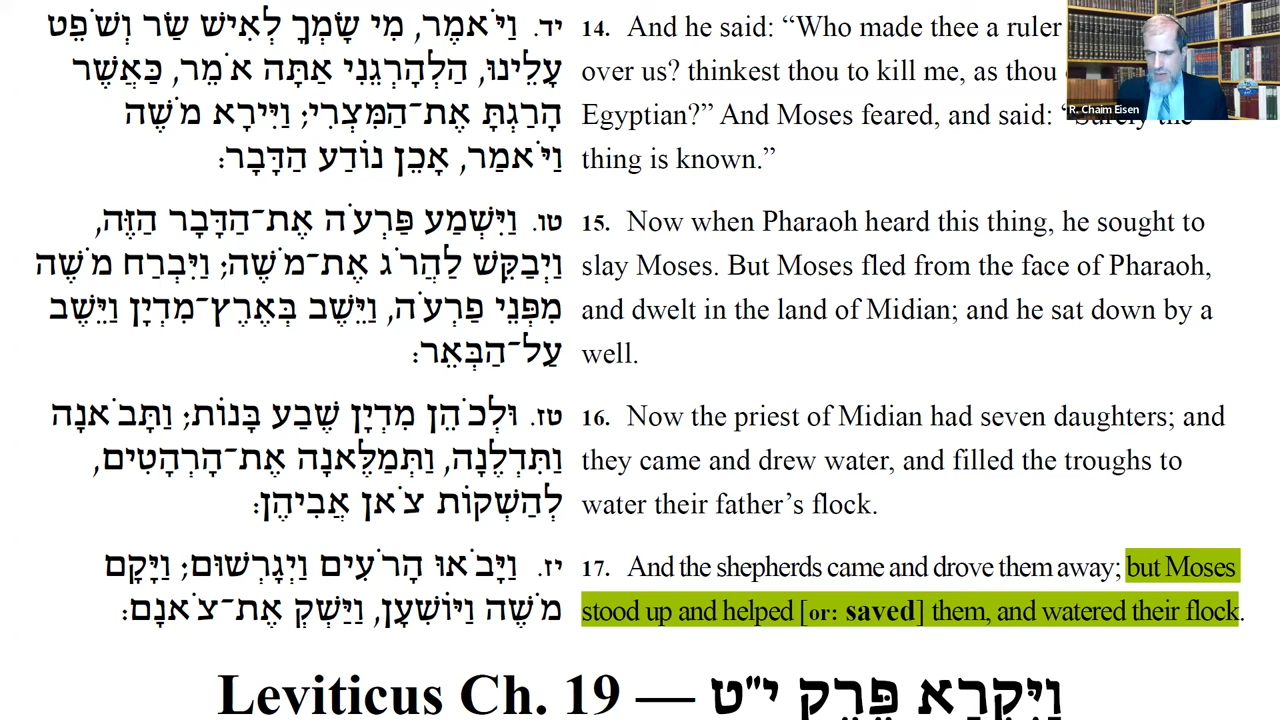 יד. וַיֹּאמֶר, מִי שָׂמְךָ לְאִישׁ שַׂר וְשֹׁפֵט
עָלֵינוּ, הַלְהָרְגֵנִי אַתָּה אֹמֵר, כַּאֲשֶׁר
הָרַגְתָּ אֶת־הַמִּצְרִי; וַיִּירָא מֹשֶׁה
וַיֹּאמַר, אָכֵן נוֹדַע הַדָּבָר:
14. And he said: “Who made thee a ruler
over us? thinkest thou to kill me, as thou
Egyptian?” And Moses feared, and said: “Surely the
thing is known.”
טו. וַיִּשְׁמַע פַּרְעֹה אֶת־הַדָּבָר הַזֶּה,
וַיְבַקֵּשׁ לַהֲרֹג אֶת־מֹשֶׁה; וַיִּבְרַח מֹשֶׁה
מִפְּנֵי פַרְעֹה, וַיֵּשֶׁב בְּאֶרֶץ־מִדְיָן וַיֵּשֶׁב
עַל־הַבְּאֵר:
15. Now when Pharaoh heard this thing, he sought to
slay Moses. But Moses fled from the face of Pharaoh,
and dwelt in the land of Midian; and he sat down by a
well.
טז. וּלְכֹהֵן מִדְיָן שֶׁבַע בָּנוֹת; וַתָּבֹאנָה
וַתִּדְלֶנָה, וַתְּמַלֶּאנָה אֶת־הָרְהָטִים,
לְהַשְׁקוֹת צֹאן אֲבִיהֶן:
16. Now the priest of Midian had seven daughters; and
they came and drew water, and filled the troughs to
water their father’s flock.
יז. וַיָּבֹאוּ הָרֹעִים וַיְגָרְשׁוּם; וַיָּקָם
מֹשֶׁה וַיּוֹשִׁעָן, וַיַּשְׁקְ אֶת־צֹאנָם:
17. And the shepherds came and drove them away; but Moses
stood up and helped [or: saved] them, and watered their flock.
Leviticus Ch. 19 — וַיִּקְרָא פֵּרֵק י"ט
R. Chaim Eisen